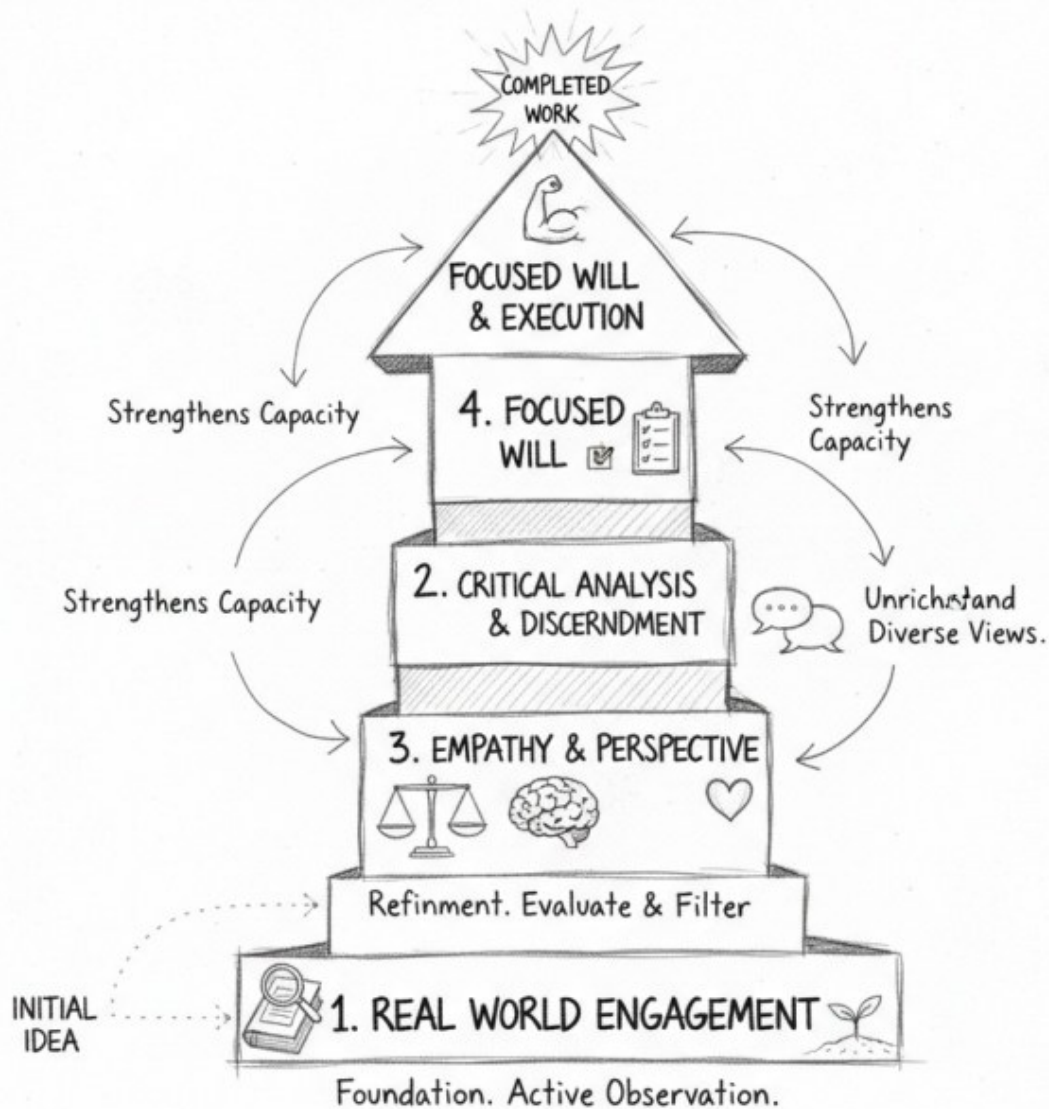 COMPLETED
WORK
FOCUSED WILL
& EXECUTION
Strengthens Capacity
Strengthens
Capacity
4. FOCUSED
WILL
2. CRITICAL ANALYSIS
& DISCERNDMENT
Strengthens Capacity
Diverse Views.
3. EMPATHY & PERSPECTIVE
Refinment. Evaluate & Filter
INITIAL
IDEA
1. REAL WORLD ENGAGEMENT
Foundation. Active Observation.